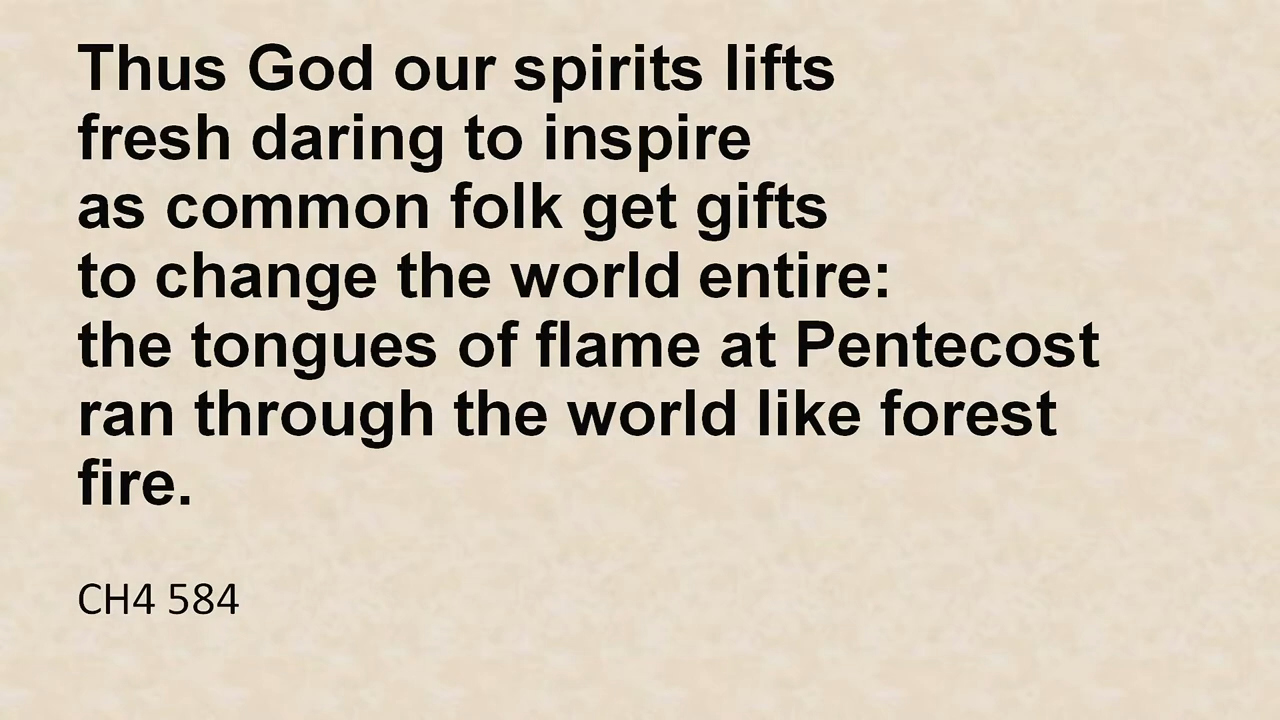 Thus God our spirits lifts
fresh daring to inspire
as common folk get gifts
to change the world entire:
the tongues of flame at Pentecost
ran through the world like forest
fire.
CH4 584